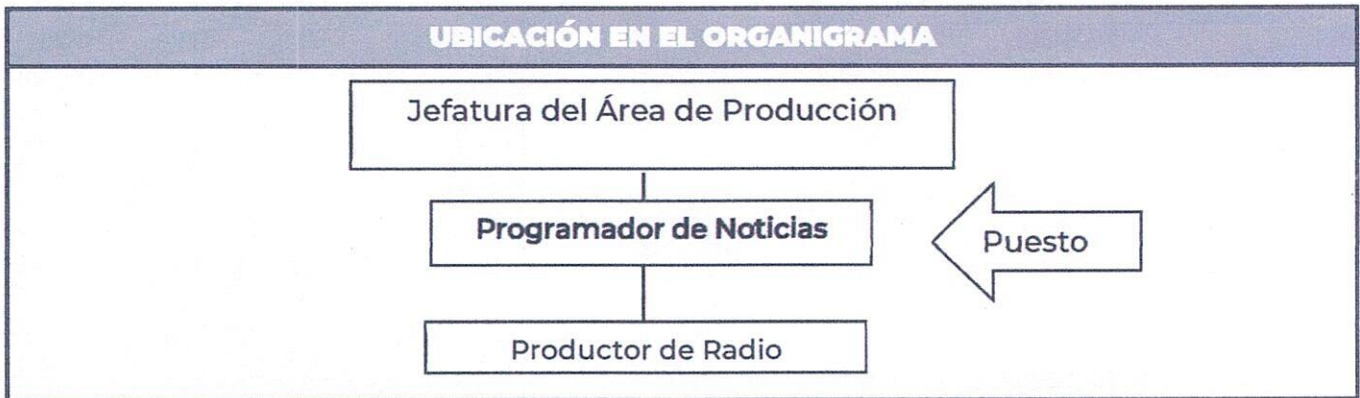 UBICACIÓN EN EL ORGANIGRAMA
Jefatura del Área de Producción
Programador de Noticias
Puesto
Productor de Radio